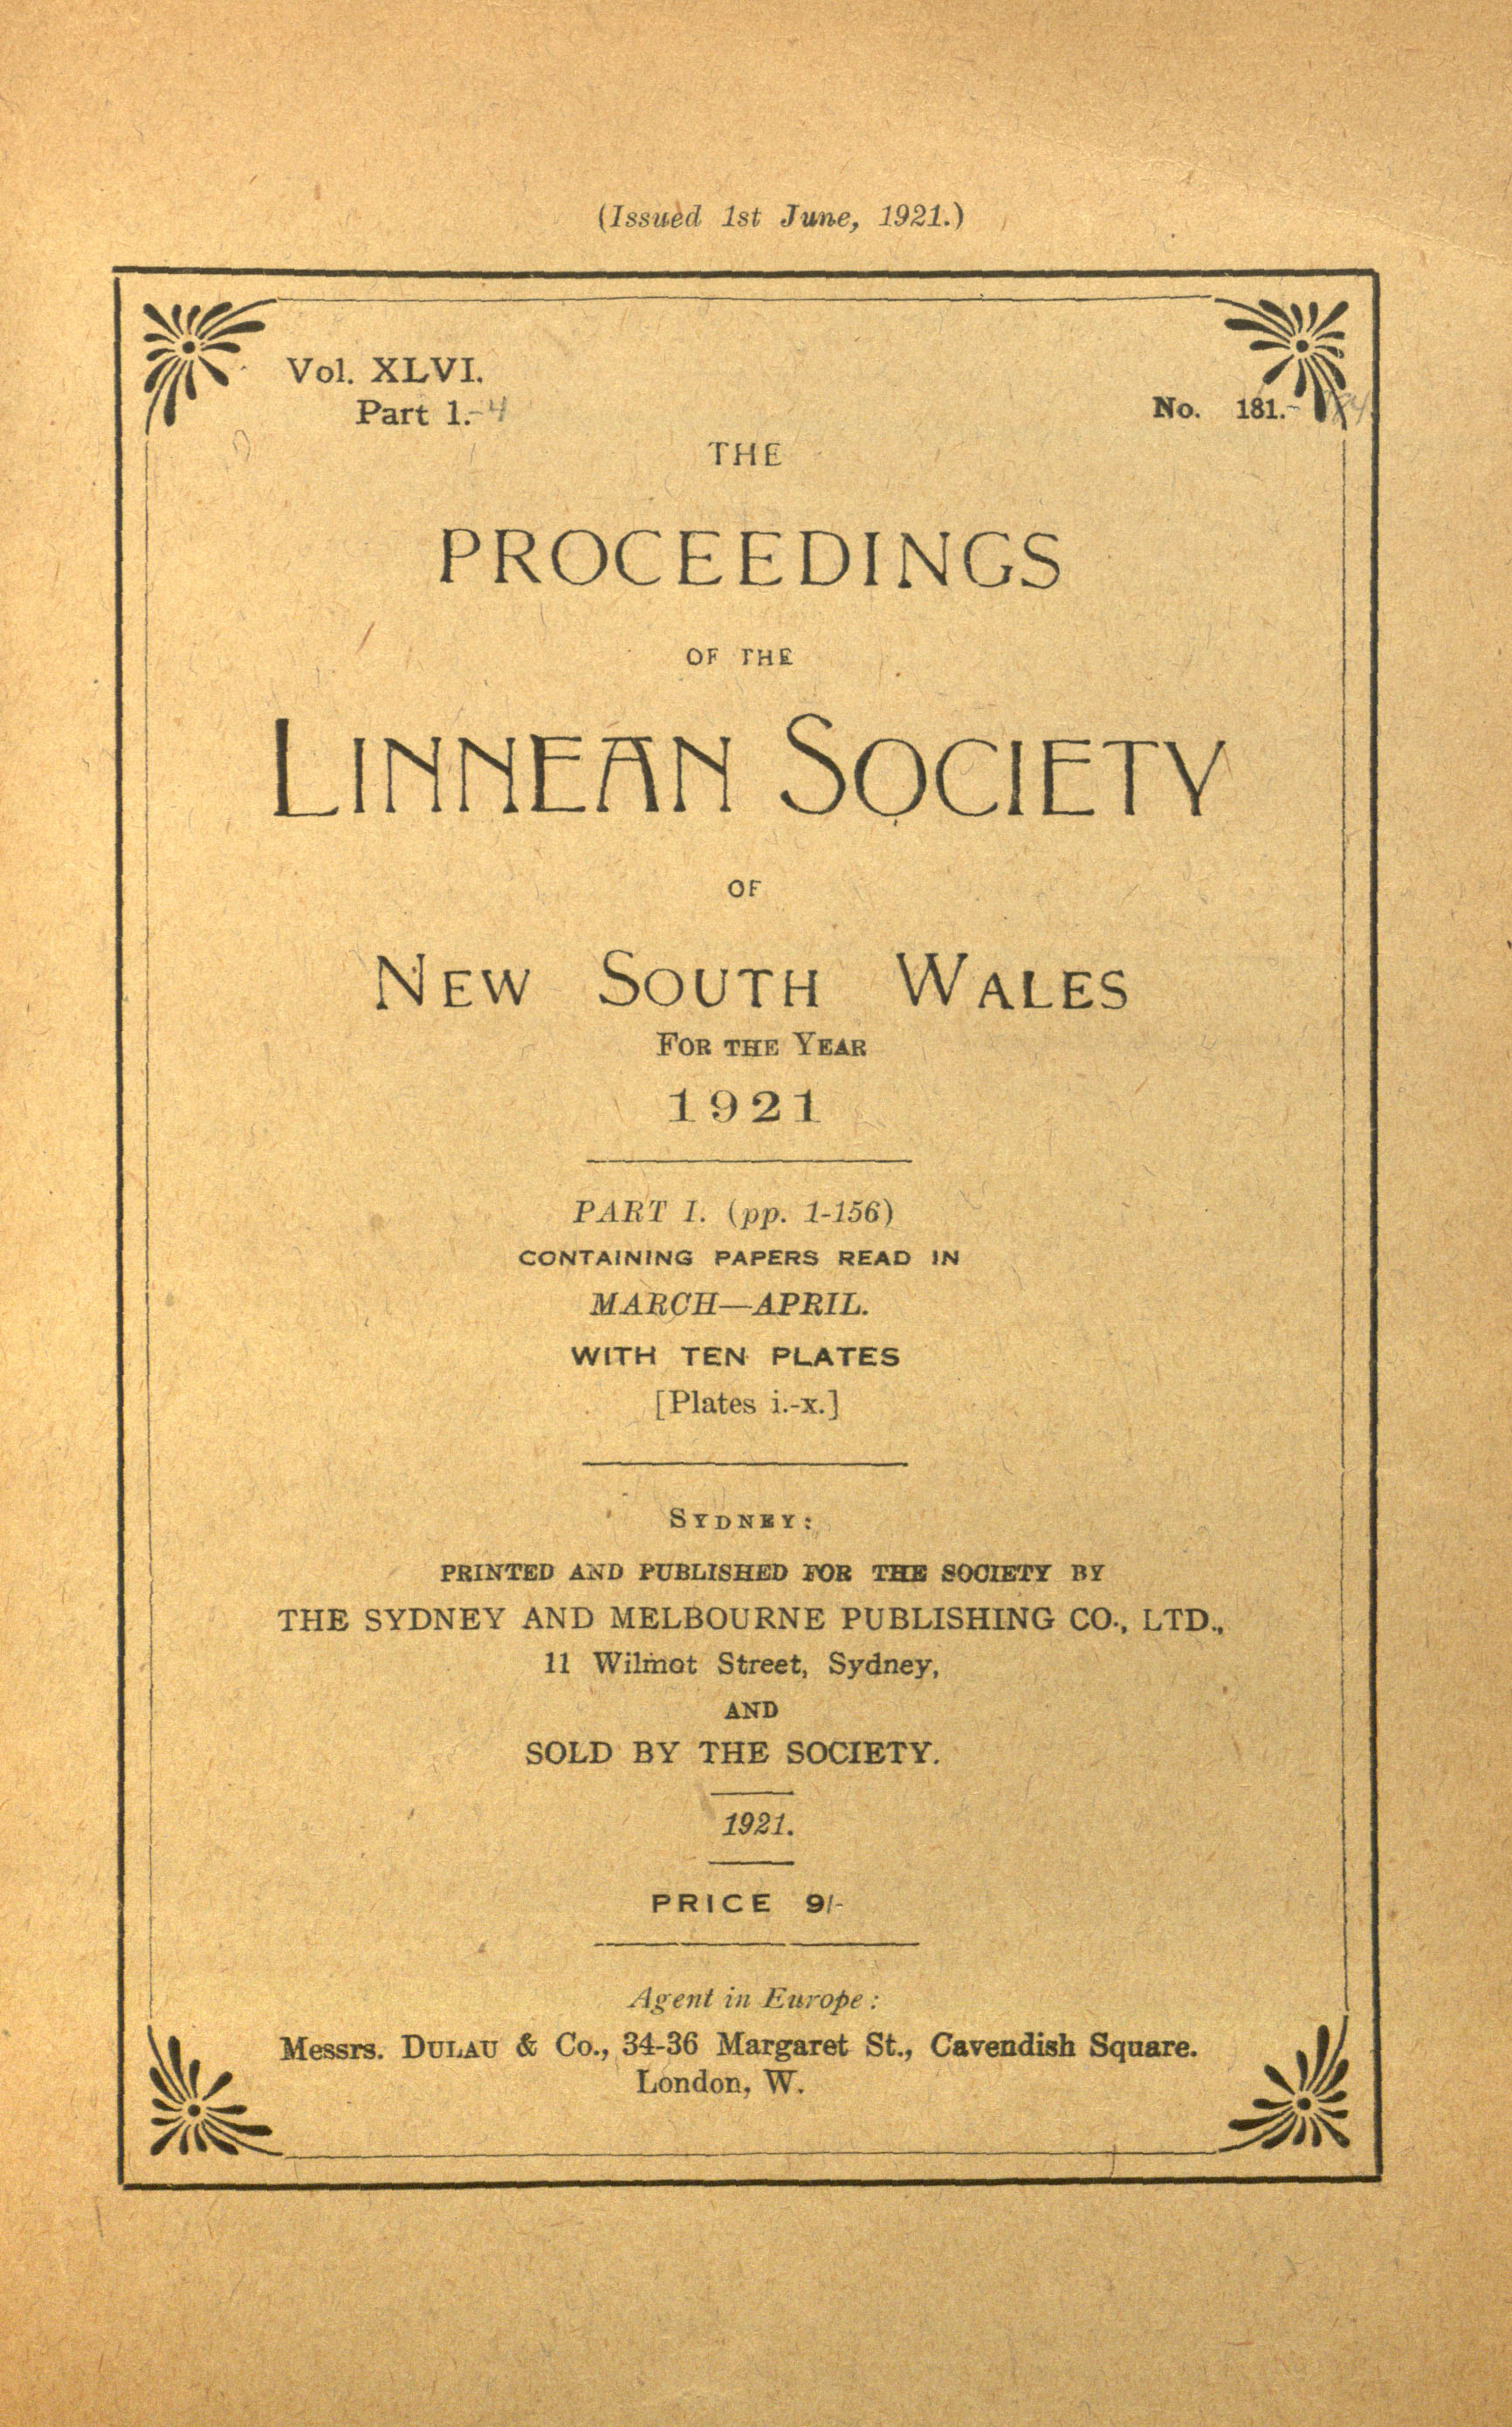 (Issued 1st June, 1921.)
Vol. XLVI.
Part 1.-4
No. 181.-
THE
PROCEEDINGS
OF THE
LINNEAN SOCIETY
OF
NEW SOUTH WALES
FOR THE YEAR
1921
PART I. (pp. 1-156)
CONTAINING PAPERS READ IN
MARCH—APRIL.
WITH TEN PLATES
[Plates i.-x.]
SYDNEY:
PRINTED AND PUBLISHED FOR THE SOCIETY BY
THE SYDNEY AND MELBOURNE PUBLISHING CO., LTD.,
11 Wilmot Street, Sydney,
AND
SOLD BY THE SOCIETY.
1921.
PRICE 9/-
Agent in Europe:
Messrs. DULAU & Co., 34-36 Margaret St., Cavendish Square.
London, W.